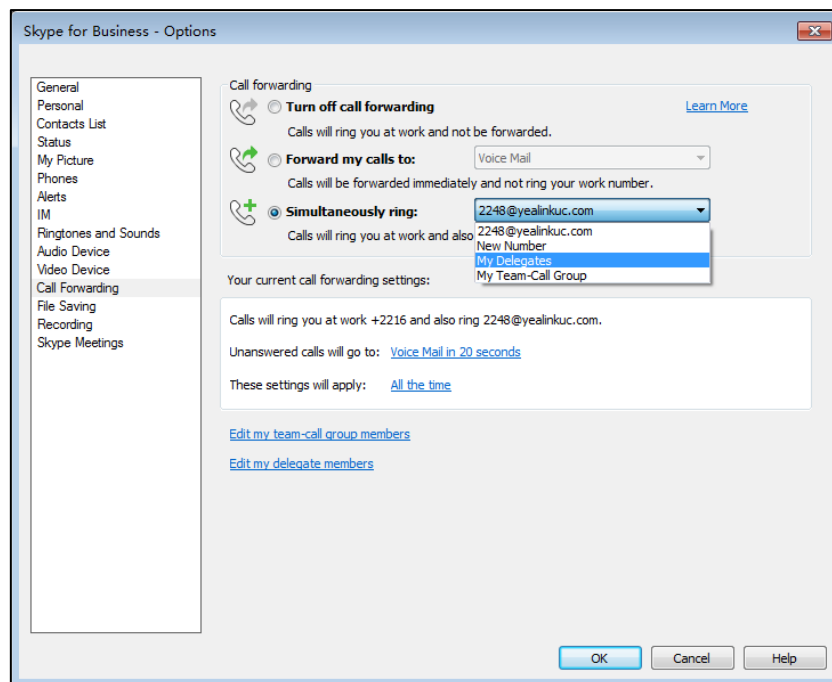 Skype for Business - Options
General
Personal
Contacts List
Status
My Picture
Phones
Alerts
IM
Ringtones and Sounds
Audio Device
Video Device
Call Forwarding
File Saving
Recording
Skype Meetings
Call forwarding
Turn off call forwarding
Learn More
Calls will ring you at work and not be forwarded.
Forward my calls to:
Voice Mail
Calls will be forwarded immediately and not ring your work number.
Simultaneously ring:
2248@yealinkuc.com
Calls will ring you at work and also
2248@yealinkuc.com
New Number
My Delegates
My Team-Call Group
Your current call forwarding settings:
Calls will ring you at work +2216 and also ring 2248@yealinkuc.com.
Unanswered calls will go to: Voice Mail in 20 seconds
These settings will apply: All the time
Edit my team-call group members
Edit my delegate members
OK Cancel Help